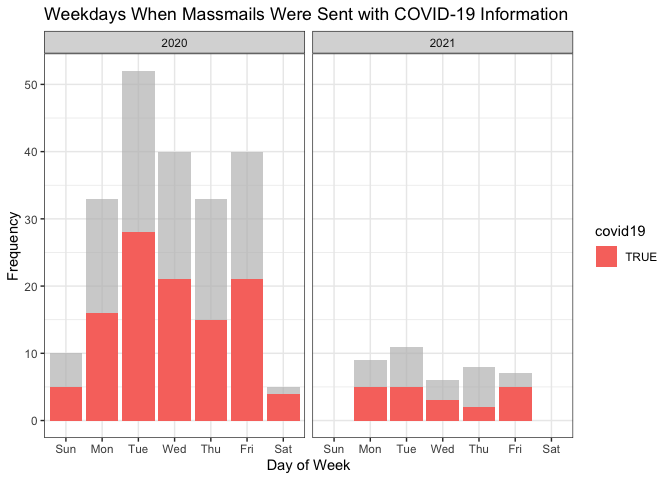 Weekdays When Massmails Were Sent with COVID-19 Information
2020 2021
50
40
30
20
10
0
Frequency
Sun Mon Tue Wed Thu Fri Sat Sun Mon Tue Wed Thu Fri Sat
Day of Week
covid19
TRUE